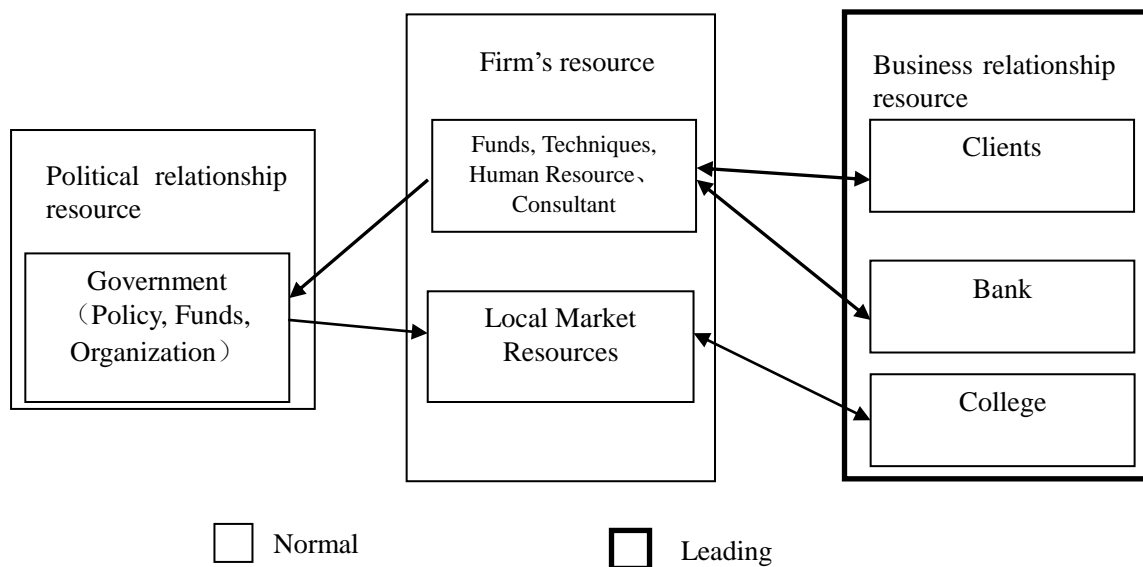 Political relationship
resource
Government
（Policy, Funds,
Organization）
Firm's resource
Funds, Techniques,
Human Resource、
Consultant
Local Market
Resources
Business relationship
resource
Clients
Bank
College
Normal
Leading